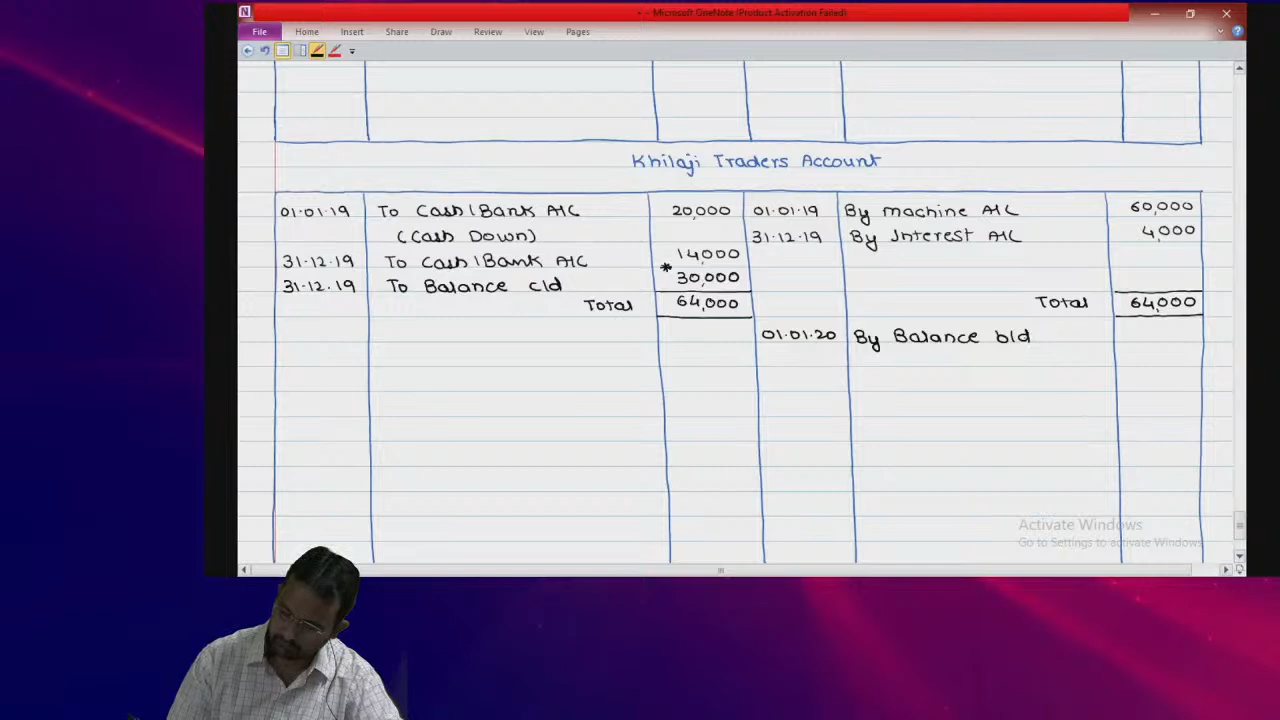 Microsoft OneNote (Product Activation Failed)
File Home Insert Share Draw Review View Pages
Khilaji Traders Account
01.01.19 To Cash|Bank A/C 20,000 01.01.19 By machine A/C 60,000
(Cash Down) 31.12.19 By Interest A/C 4,000
31.12.19 To Cash|Bank A/C 14,000
31.12.19 To Balance c|d 30,000
Total 64,000 Total 64,000
01.01.20 By Balance b|d
Activate Windows
Go to Settings to activate Windows.